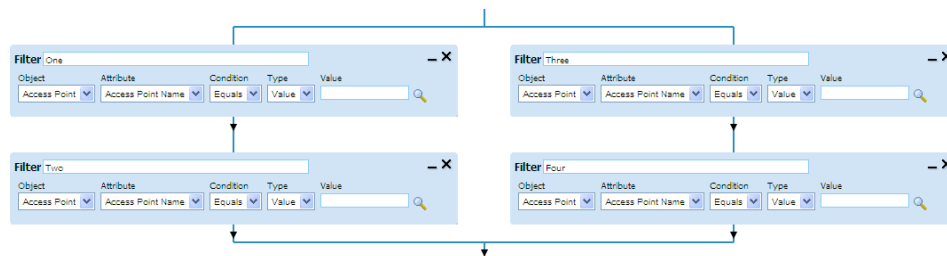 Filter One
Filter Three
Object Attribute Condition Type Value
Object Attribute Condition Type Value
Access Point Access Point Name Equals Value
Access Point Access Point Name Equals Value
Filter Two
Filter Four
Object Attribute Condition Type Value
Object Attribute Condition Type Value
Access Point Access Point Name Equals Value
Access Point Access Point Name Equals Value